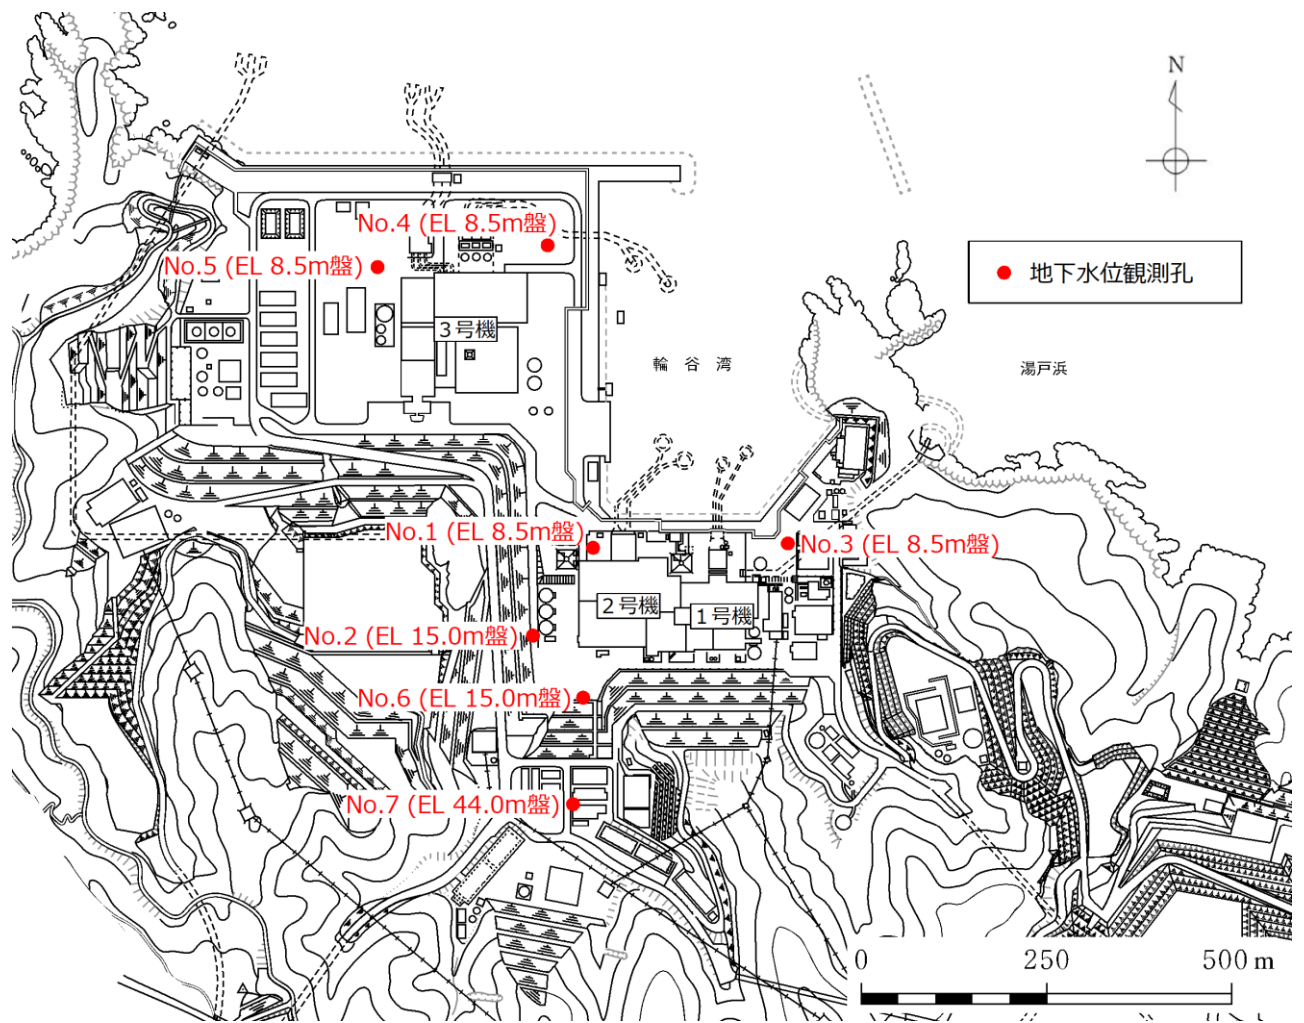 N
No.4 (EL 8.5m盤)
No.5 (EL 8.5m盤)
地下水位観測孔
3号機
輪谷湾
湯戸浜
No.1 (EL 8.5m盤)
No.3 (EL 8.5m盤)
2号機
1号機
No.2 (EL 15.0m盤)
No.6 (EL 15.0m盤)
No.7 (EL 44.0m盤)
0 250 500 m